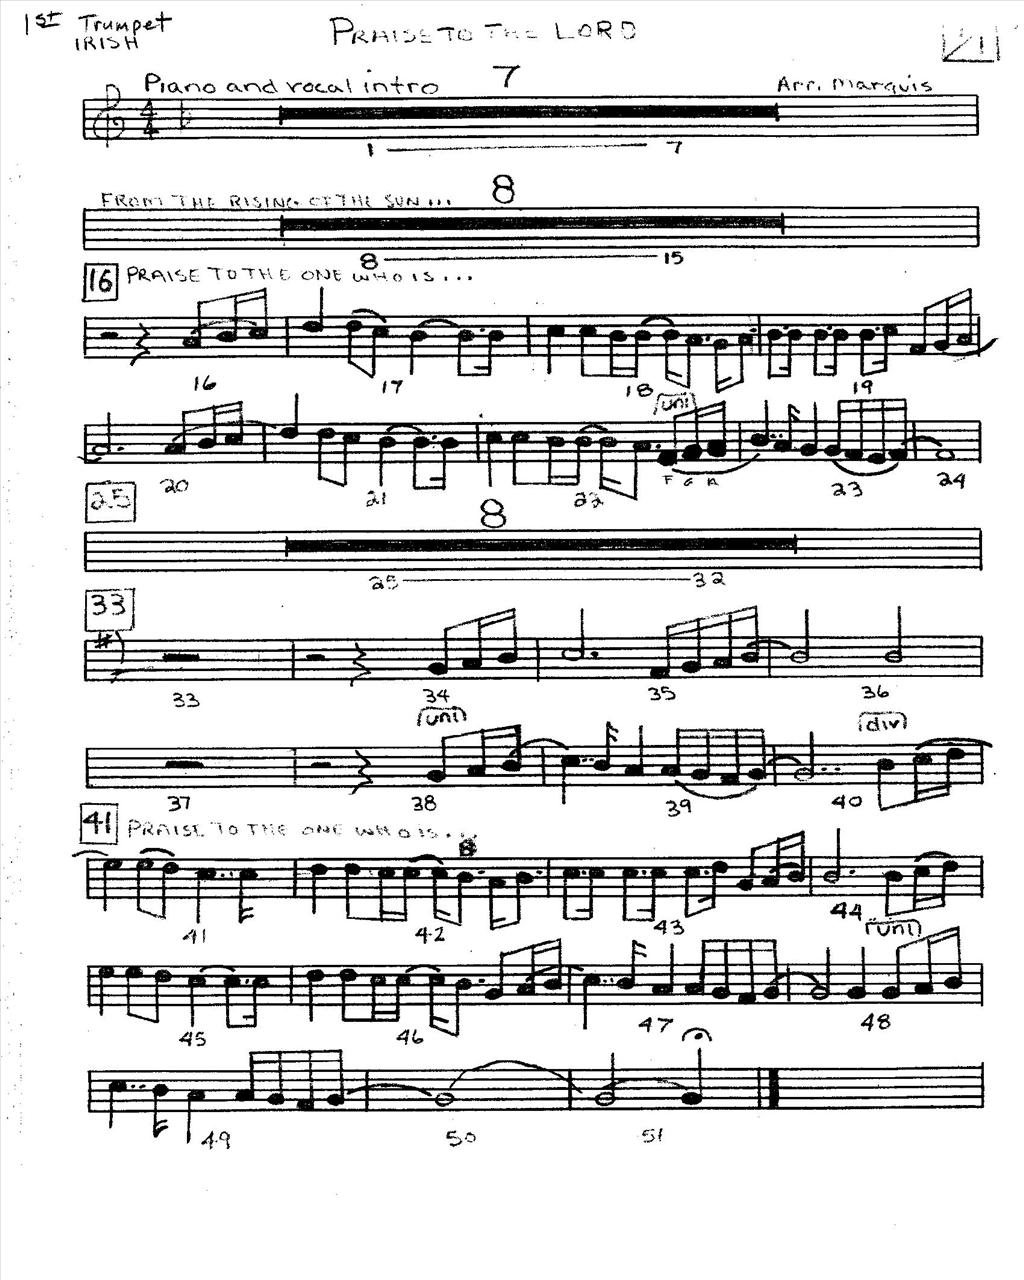 1st Trumpet
IRISH
PRAISE TO THE LORD
1/1
Piano and vocal intro
7
Arr. Marquis
4
4
1 7
FROM THE RISING OF THE SUN...
8
8 15
16 PRAISE TO THE ONE WHO IS...
16 17 18 19
uni
F G A
20 21 22 23 24
25
8
25 32
33
33 34 35 36
uni
div
37 38 39 40
41 PRAISE TO THE ONE WHO IS...
B
41 42 43 44
uni
45 46 47 48
49 50 51